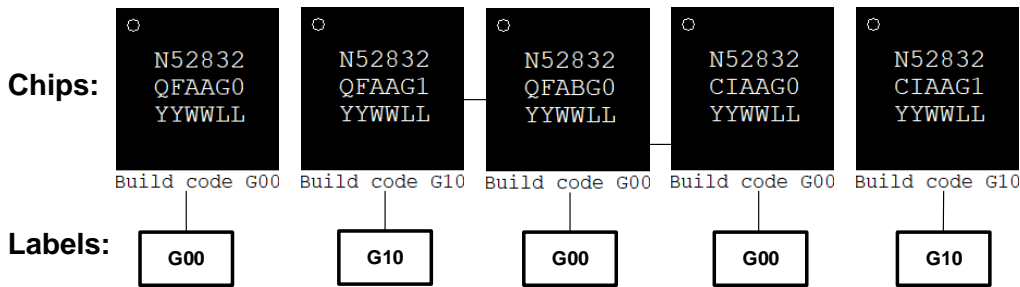 Chips:
N52832
QFAAG0
YYWWLL
Build code G00
N52832
QFAAG1
YYWWLL
Build code G10
N52832
QFABG0
YYWWLL
Build code G00
N52832
CIAAG0
YYWWLL
Build code G00
N52832
CIAAG1
YYWWLL
Build code G10
Labels:
G00
G10
G00
G00
G10